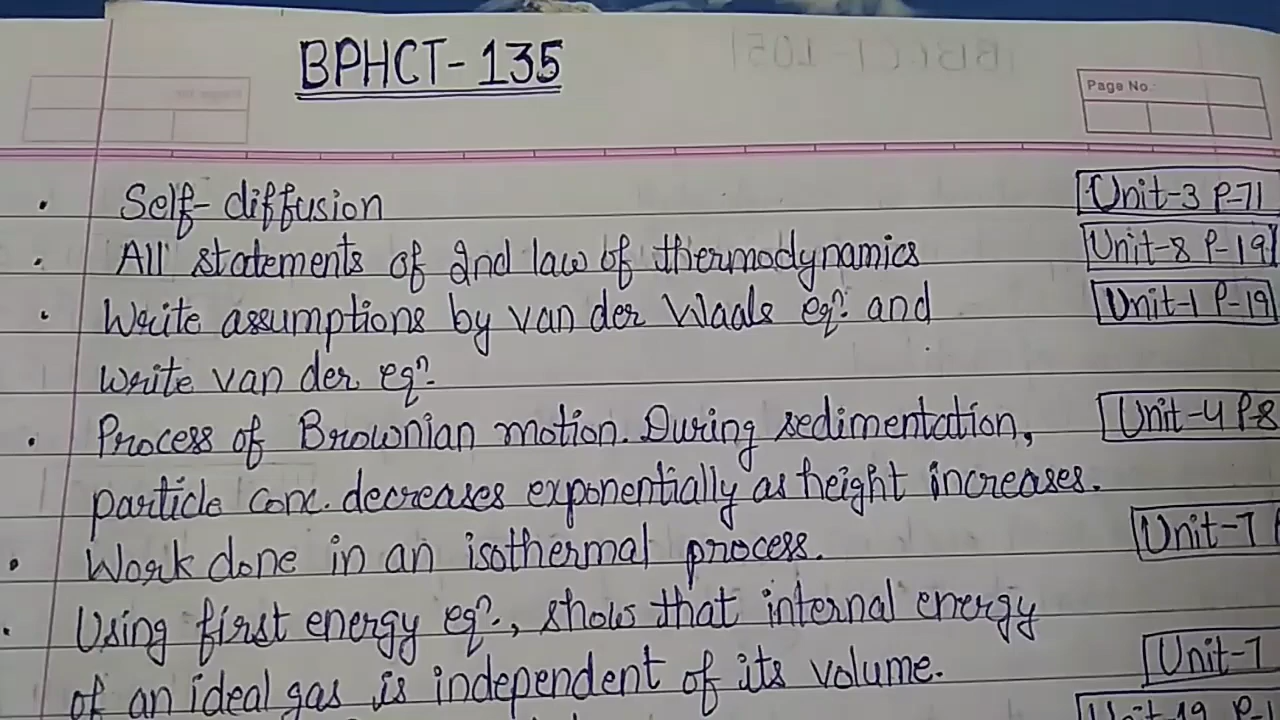 BPHCT-135
Page No.:
• Self-diffusion Unit-3 P-71
• All statements of 2nd law of thermodynamics Unit-8 P-19
• Write assumptions by van der Waals eqn. and Unit-1 P-19
write van der eqn.
• Process of Brownian motion. During sedimentation, Unit-4 P-8
particle conc. decreases exponentially as height increases.
• Work done in an isothermal process. Unit-7
• Using first energy eqn., show that internal energy
of an ideal gas is independent of its volume. Unit-7